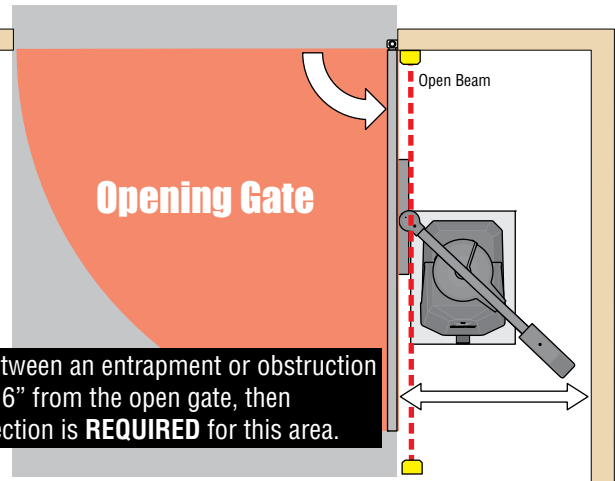 Open Beam
Opening Gate
tween an entrapment or obstruction
6” from the open gate, then
ection is REQUIRED for this area.